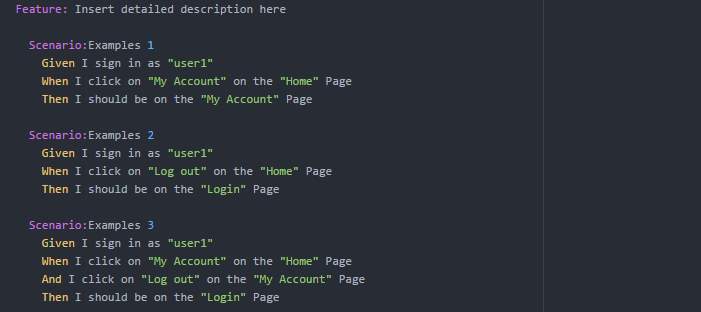 Feature: Insert detailed description here
Scenario:Examples 1
Given I sign in as "user1"
When I click on "My Account" on the "Home" Page
Then I should be on the "My Account" Page
Scenario:Examples 2
Given I sign in as "user1"
When I click on "Log out" on the "Home" Page
Then I should be on the "Login" Page
Scenario:Examples 3
Given I sign in as "user1"
When I click on "My Account" on the "Home" Page
And I click on "Log out" on the "My Account" Page
Then I should be on the "Login" Page